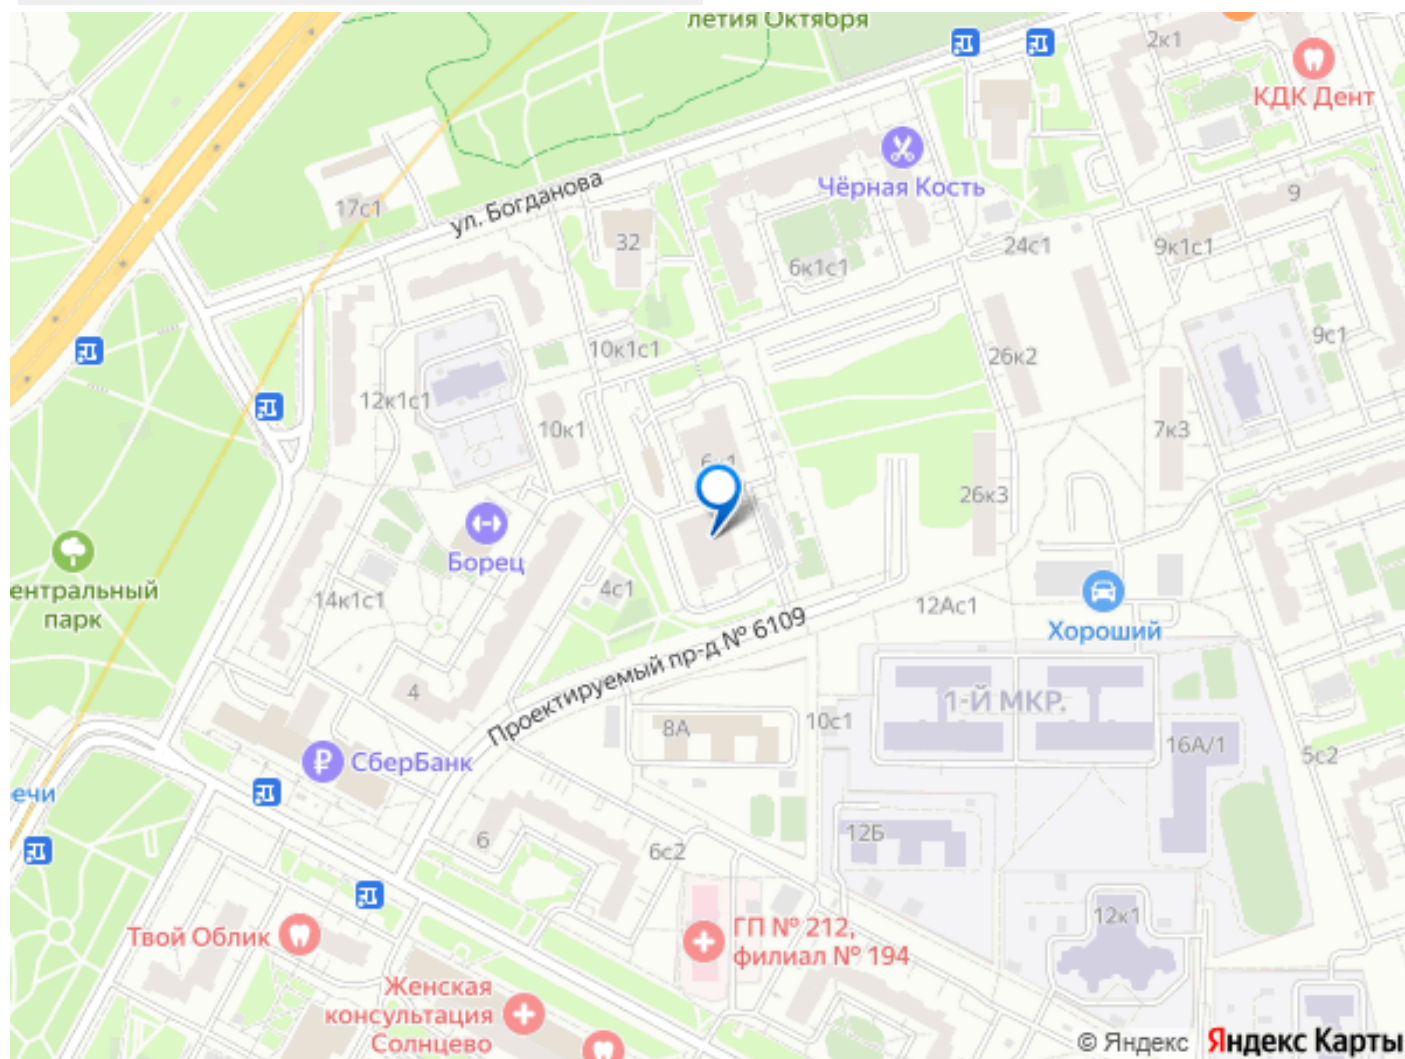 летия Октября
2к1
КДК Дент
Чёрная Кость
ул. Богданова
17с1
32
9
24с1
9к1с1
6к1с1
9с1
10к1с1
26к2
12к1с1
10к1
7к3
6к1
26к3
Борец
ентральный
парк
14к1с1
4с1
12Ас1
Хороший
Проектируемый пр-д № 6109
4
1-Й МКР.
8А
10с1
16А/1
5с2
СберБанк
ечи
6
6с2
12Б
12к1
Твой Облик
ГП № 212,
филиал № 194
Женская
консультация
Солнцево
© Яндекс Яндекс Карты